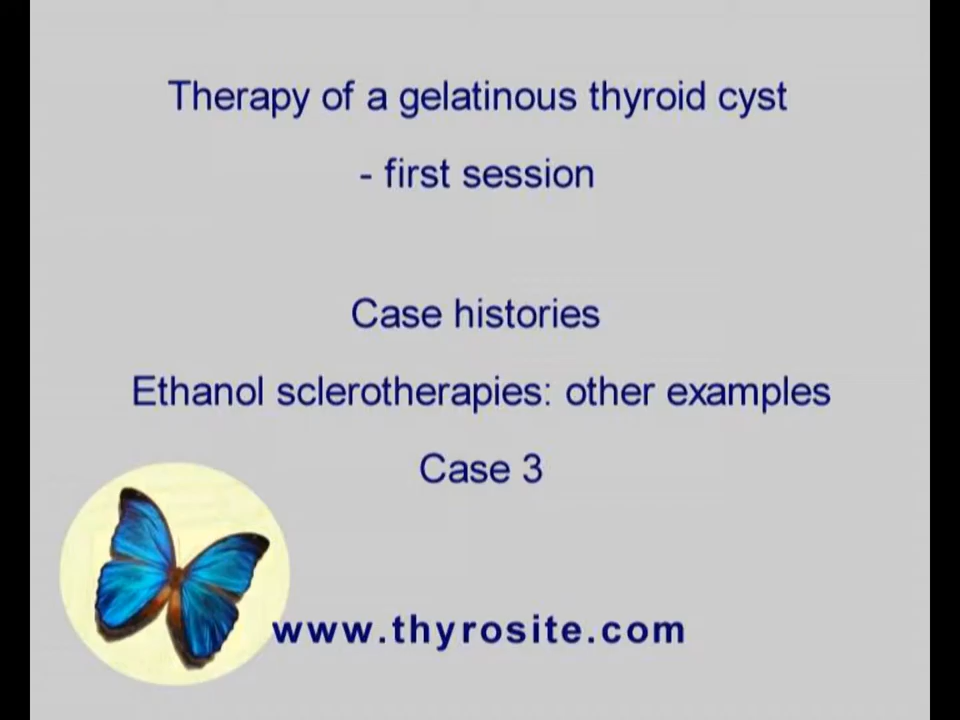 Therapy of a gelatinous thyroid cyst
- first session
Case histories
Ethanol sclerotherapies: other examples
Case 3
www.thyrosite.com